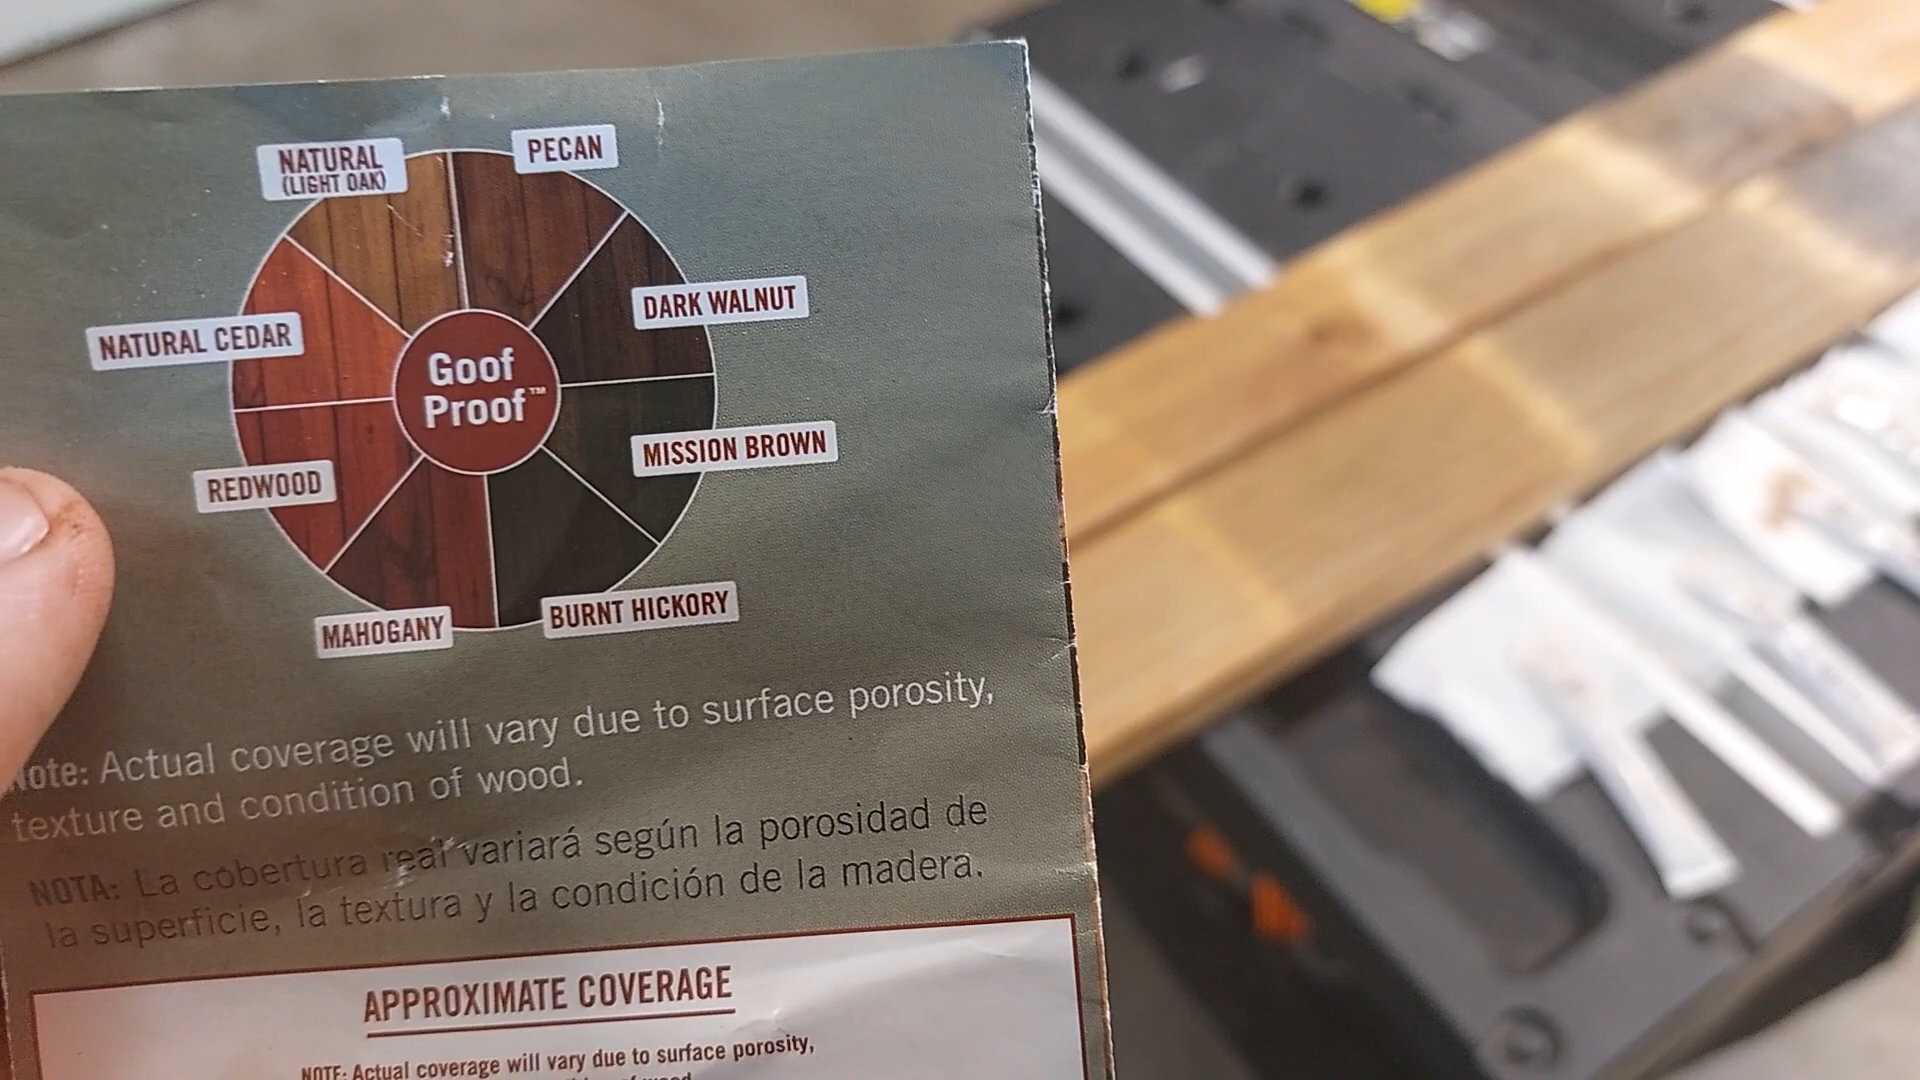 NATURAL
(LIGHT OAK)
PECAN
DARK WALNUT
NATURAL CEDAR
Goof
Proof™
MISSION BROWN
REDWOOD
BURNT HICKORY
MAHOGANY
Note: Actual coverage will vary due to surface porosity,
texture and condition of wood.
NOTA: La cobertura real variará según la porosidad de
la superficie, la textura y la condición de la madera.
APPROXIMATE COVERAGE
NOTE: Actual coverage will vary due to surface porosity,